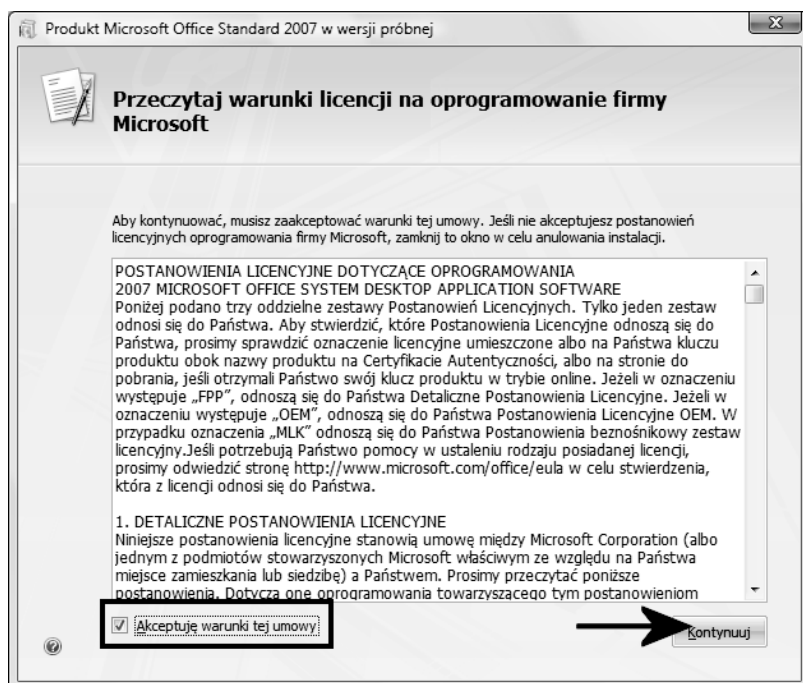 Produkt Microsoft Office Standard 2007 w wersji próbnej
Przeczytaj warunki licencji na oprogramowanie firmy
Microsoft
Aby kontynuować, musisz zaakceptować warunki tej umowy. Jeśli nie akceptujesz postanowień
licencyjnych oprogramowania firmy Microsoft, zamknij to okno w celu anulowania instalacji.
POSTANOWIENIA LICENCYJNE DOTYCZĄCE OPROGRAMOWANIA
2007 MICROSOFT OFFICE SYSTEM DESKTOP APPLICATION SOFTWARE
Poniżej podano trzy oddzielne zestawy Postanowień Licencyjnych. Tylko jeden zestaw
odnosi się do Państwa. Aby stwierdzić, które Postanowienia Licencyjne odnoszą się do
Państwa, prosimy sprawdzić oznaczenie licencyjne umieszczone albo na Państwa kluczu
produktu obok nazwy produktu na Certyfikacie Autentyczności, albo na stronie do
pobrania, jeśli otrzymali Państwo swój klucz produktu w trybie online. Jeżeli w oznaczeniu
występuje „FPP”, odnoszą się do Państwa Detaliczne Postanowienia Licencyjne. Jeżeli w
oznaczeniu występuje „OEM”, odnoszą się do Państwa Postanowienia Licencyjne OEM. W
przypadku oznaczenia „MLK” odnoszą się do Państwa Postanowienia beznośnikowy zestaw
licencyjny.Jeśli potrzebują Państwo pomocy w ustaleniu rodzaju posiadanej licencji,
prosimy odwiedzić stronę http://www.microsoft.com/office/eula w celu stwierdzenia,
która z licencji odnosi się do Państwa.
1. DETALICZNE POSTANOWIENIA LICENCYJNE
Niniejsze postanowienia licencyjne stanowią umowę między Microsoft Corporation (albo
jednym z podmiotów stowarzyszonych Microsoft właściwym ze względu na Państwa
miejsce zamieszkania lub siedzibę) a Państwem. Prosimy przeczytać poniższe
postanowienia. Dotyczą one oprogramowania towarzyszącego tym postanowieniom
Akceptuję warunki tej umowy
Kontynuuj